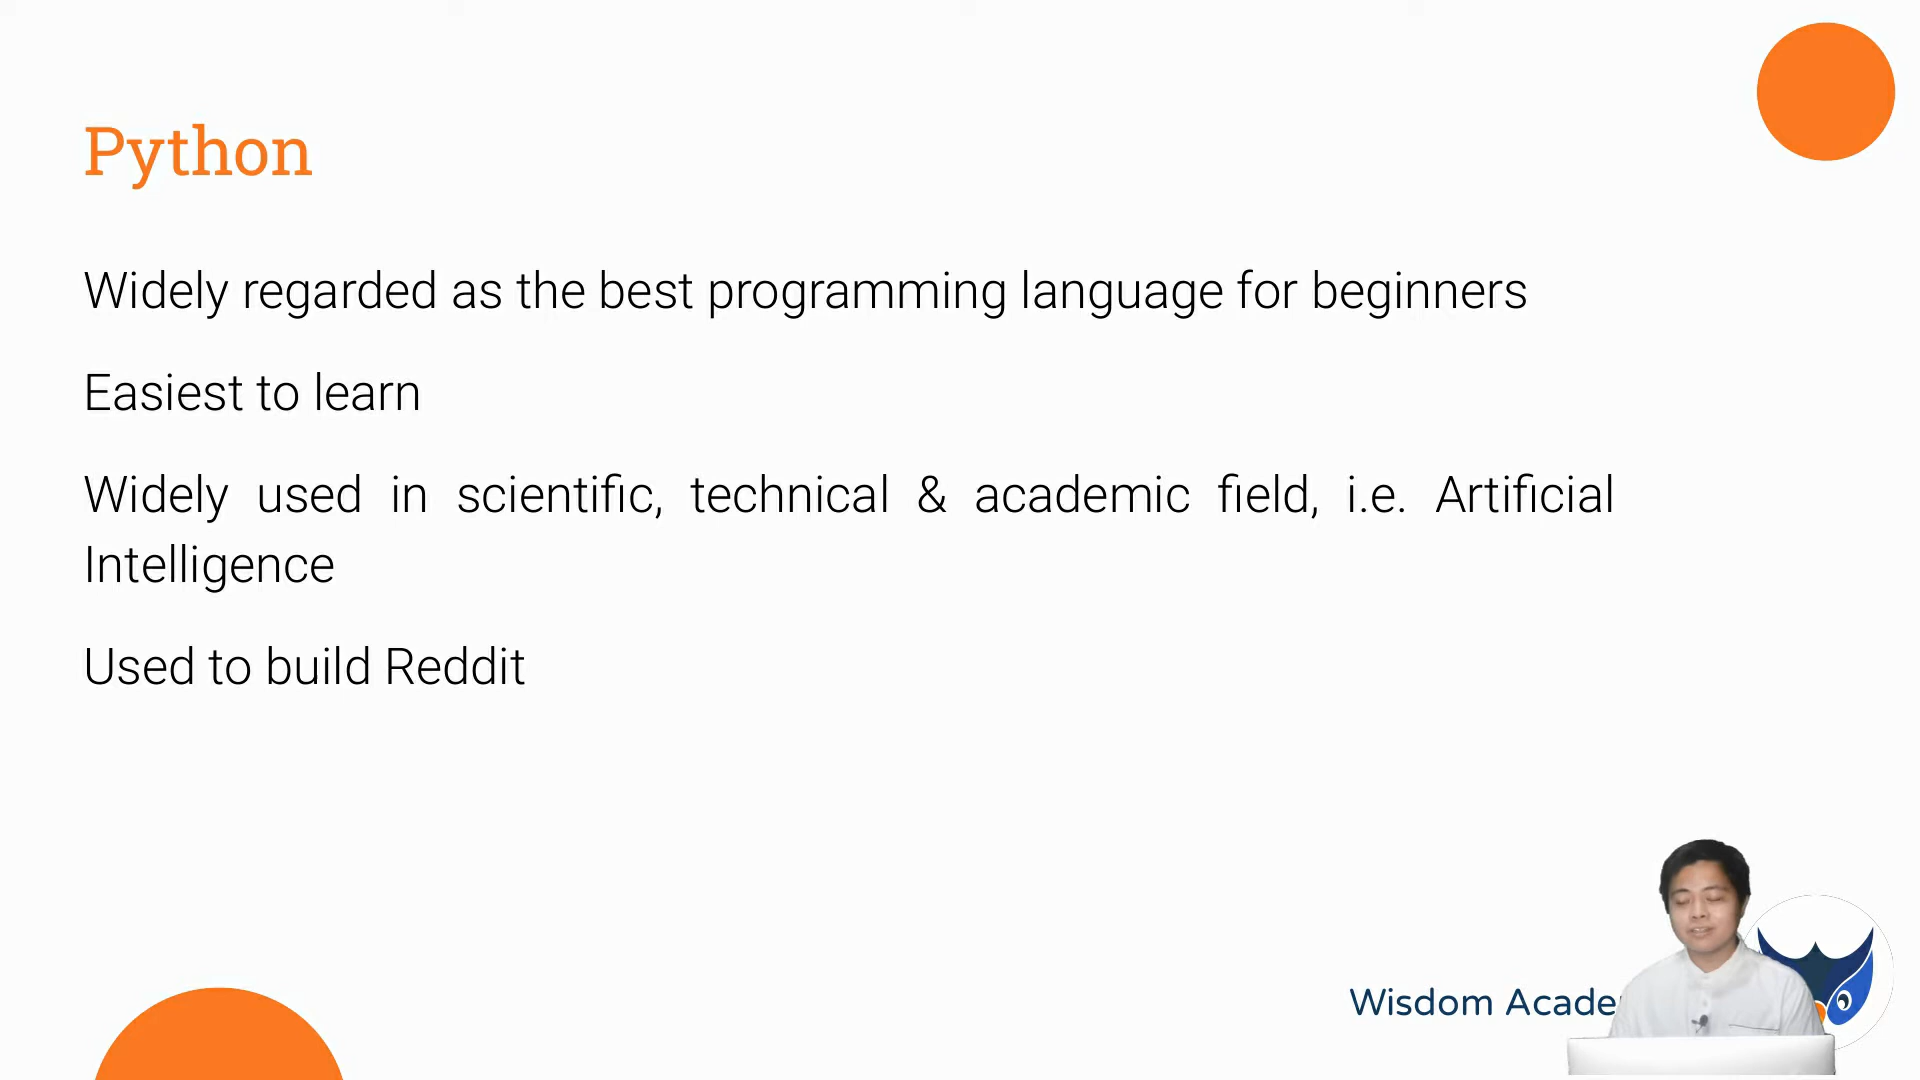 Python
Widely regarded as the best programming language for beginners
Easiest to learn
Widely used in scientific, technical & academic field, i.e. Artificial
Intelligence
Used to build Reddit
Wisdom